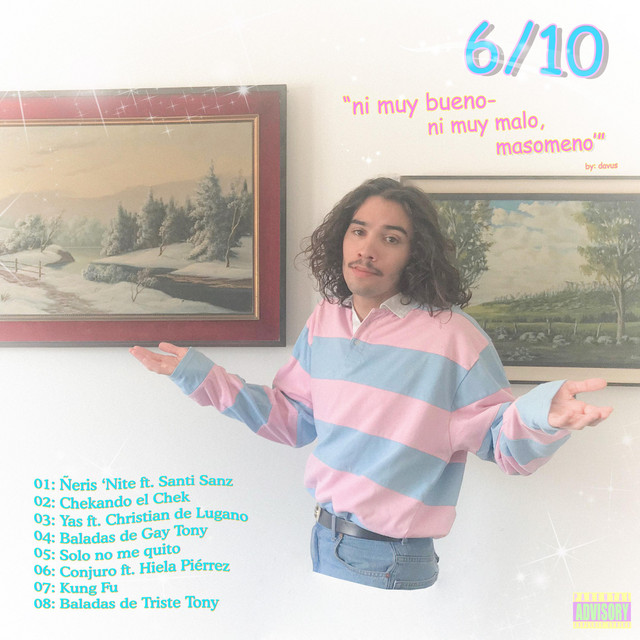 6/10
“ni muy bueno-
ni muy malo,
masomeno’”
by: davus
01: Ñeris ‘Nite ft. Santi Sanz
02: Chekando el Chek
03: Yas ft. Christian de Lugano
04: Baladas de Gay Tony
05: Solo no me quito
06: Conjuro ft. Hiela Piérrez
07: Kung Fu
08: Baladas de Triste Tony
ADVISORY